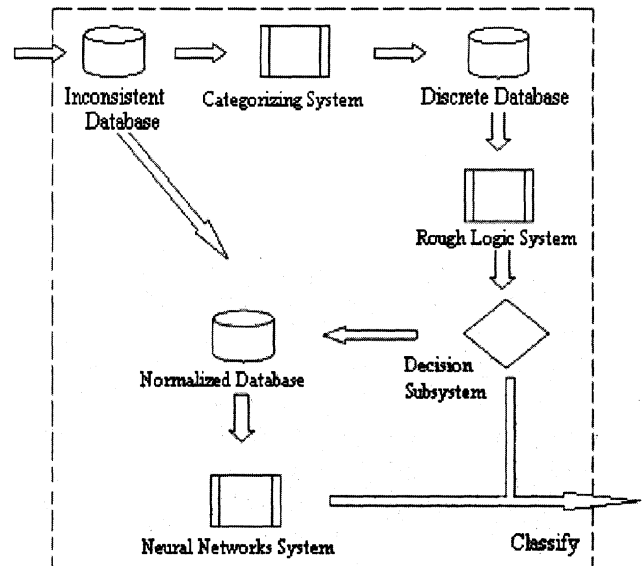 Inconsistent
Database
Categorizing System
Discrete Database
Rough Logic System
Decision
Subsystem
Normalized Database
Neural Networks System
Classify